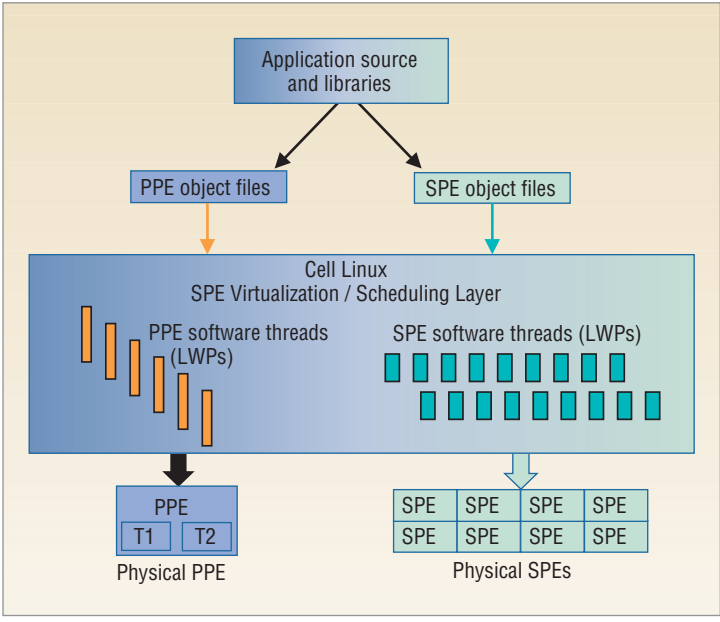 Application source
and libraries
PPE object files
SPE object files
Cell Linux
SPE Virtualization / Scheduling Layer
PPE software threads
(LWPs)
SPE software threads (LWPs)
PPE
T1 T2
Physical PPE
SPE SPE SPE SPE
SPE SPE SPE SPE
Physical SPEs